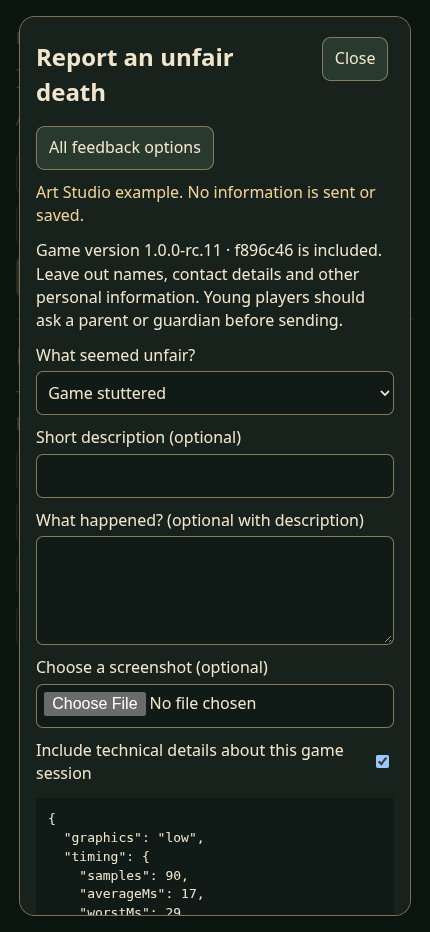 Report an unfair
death
Close
All feedback options
Art Studio example. No information is sent or
saved.
Game version 1.0.0-rc.11 · f896c46 is included.
Leave out names, contact details and other
personal information. Young players should
ask a parent or guardian before sending.
What seemed unfair?
Game stuttered
Short description (optional)
What happened? (optional with description)
Choose a screenshot (optional)
Choose File No file chosen
Include technical details about this game
session
{
"graphics": "low",
"timing": {
"samples": 90,
"averageMs": 17,
"worstMs": 29